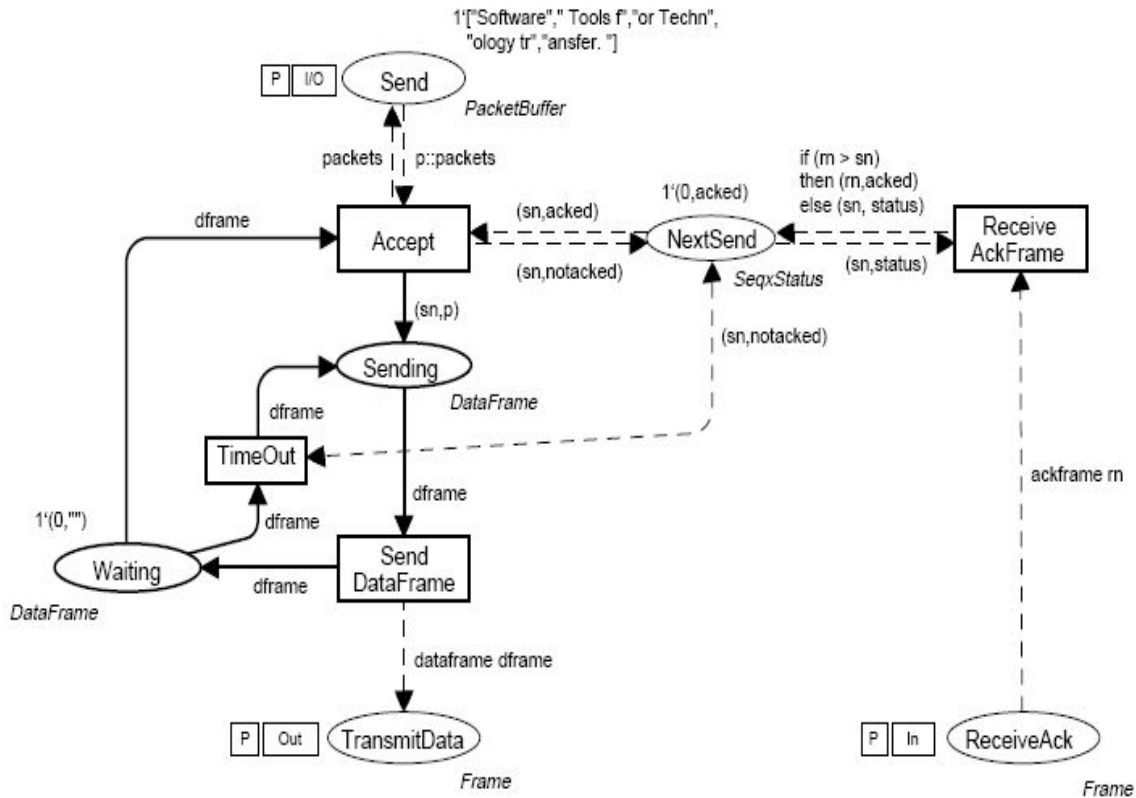 1‘["Software"," Tools f","or Techn",
"ology tr","ansfer. "]
P I/O Send
PacketBuffer
packets p::packets
if (rn > sn)
then (rn,acked)
else (sn, status)
1‘(0,acked)
dframe
(sn,acked)
Accept
NextSend
Receive
AckFrame
(sn,notacked)
(sn,status)
SeqxStatus
(sn,p)
(sn,notacked)
Sending
DataFrame
dframe
TimeOut
ackframe rn
dframe
1‘(0,"")
dframe
Waiting
dframe
Send
DataFrame
DataFrame
dataframe dframe
P Out TransmitData
Frame
P In ReceiveAck
Frame